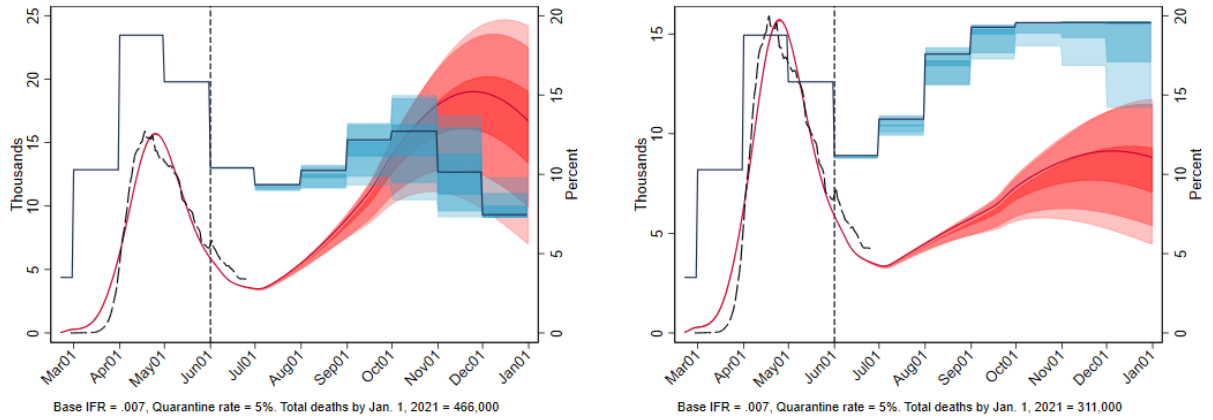 25
20
15
10
5
0
Thousands
20
15
10
5
0
Percent
Mar01 Apr01 May01 Jun01 Jul01 Aug01 Sep01 Oct01 Nov01 Dec01 Jan01
Base IFR = .007, Quarantine rate = 5%. Total deaths by Jan. 1, 2021 = 466,000
15
10
5
0
Thousands
20
15
10
5
0
Percent
Mar01 Apr01 May01 Jun01 Jul01 Aug01 Sep01 Oct01 Nov01 Dec01 Jan01
Base IFR = .007, Quarantine rate = 5%. Total deaths by Jan. 1, 2021 = 311,000